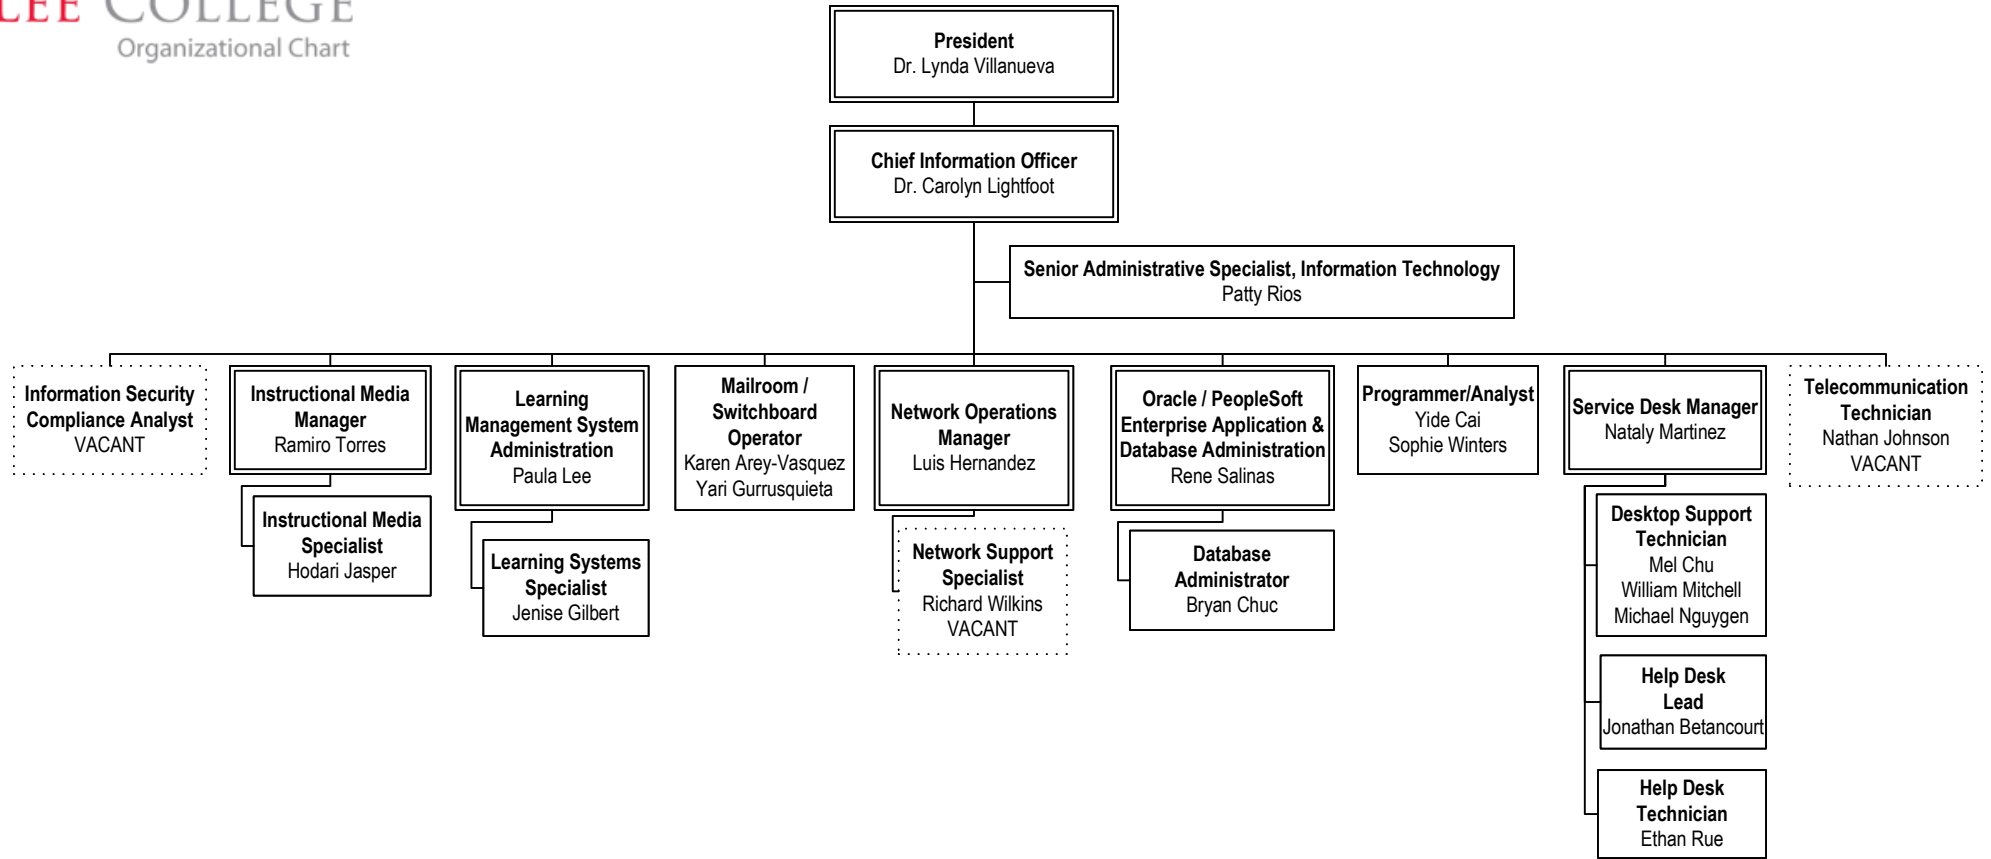 LEE COLLEGE
Organizational Chart
President
Dr. Lynda Villanueva
Chief Information Officer
Dr. Carolyn Lightfoot
Senior Administrative Specialist, Information Technology
Patty Rios
Information Security
Compliance Analyst
VACANT
Instructional Media
Manager
Ramiro Torres
Instructional Media
Specialist
Hodari Jasper
Learning
Management System
Administration
Paula Lee
Learning Systems
Specialist
Jenise Gilbert
Mailroom /
Switchboard
Operator
Karen Arey-Vasquez
Yari Gurrusquieta
Network Operations
Manager
Luis Hernandez
Network Support
Specialist
Richard Wilkins
VACANT
Oracle / PeopleSoft
Enterprise Application &
Database Administration
Rene Salinas
Database
Administrator
Bryan Chuc
Programmer/Analyst
Yide Cai
Sophie Winters
Service Desk Manager
Nataly Martinez
Desktop Support
Technician
Mel Chu
William Mitchell
Michael Nguygen
Help Desk
Lead
Jonathan Betancourt
Help Desk
Technician
Ethan Rue
Telecommunication
Technician
Nathan Johnson
VACANT